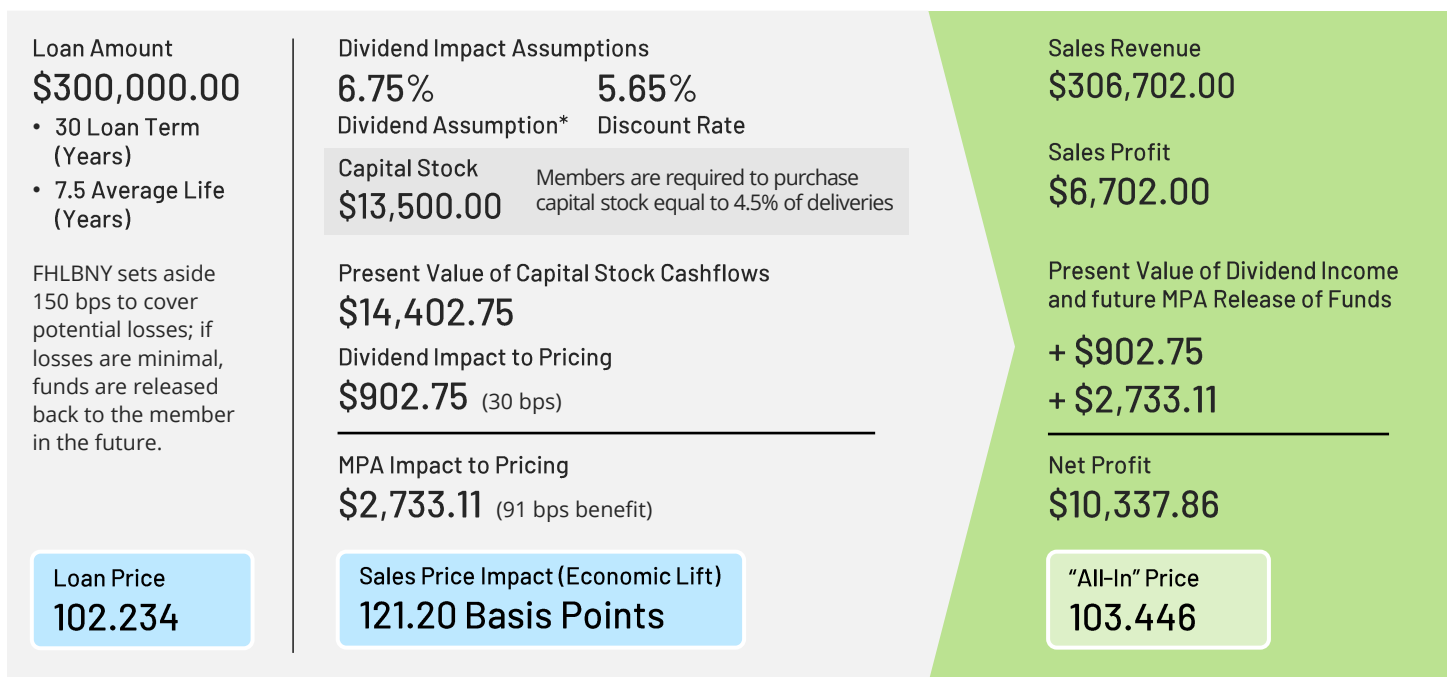 Loan Amount
$300,000.00
• 30 Loan Term
(Years)
• 7.5 Average Life
(Years)
FHLBNY sets aside
150 bps to cover
potential losses; if
losses are minimal,
funds are released
back to the member
in the future.
Loan Price
102.234
Dividend Impact Assumptions
6.75% 5.65%
Dividend Assumption* Discount Rate
Capital Stock
$13,500.00
Members are required to purchase
capital stock equal to 4.5% of deliveries
Present Value of Capital Stock Cashflows
$14,402.75
Dividend Impact to Pricing
$902.75 (30 bps)
MPA Impact to Pricing
$2,733.11 (91 bps benefit)
Sales Price Impact (Economic Lift)
121.20 Basis Points
Sales Revenue
$306,702.00
Sales Profit
$6,702.00
Present Value of Dividend Income
and future MPA Release of Funds
+ $902.75
+ $2,733.11
Net Profit
$10,337.86
“All-In” Price
103.446